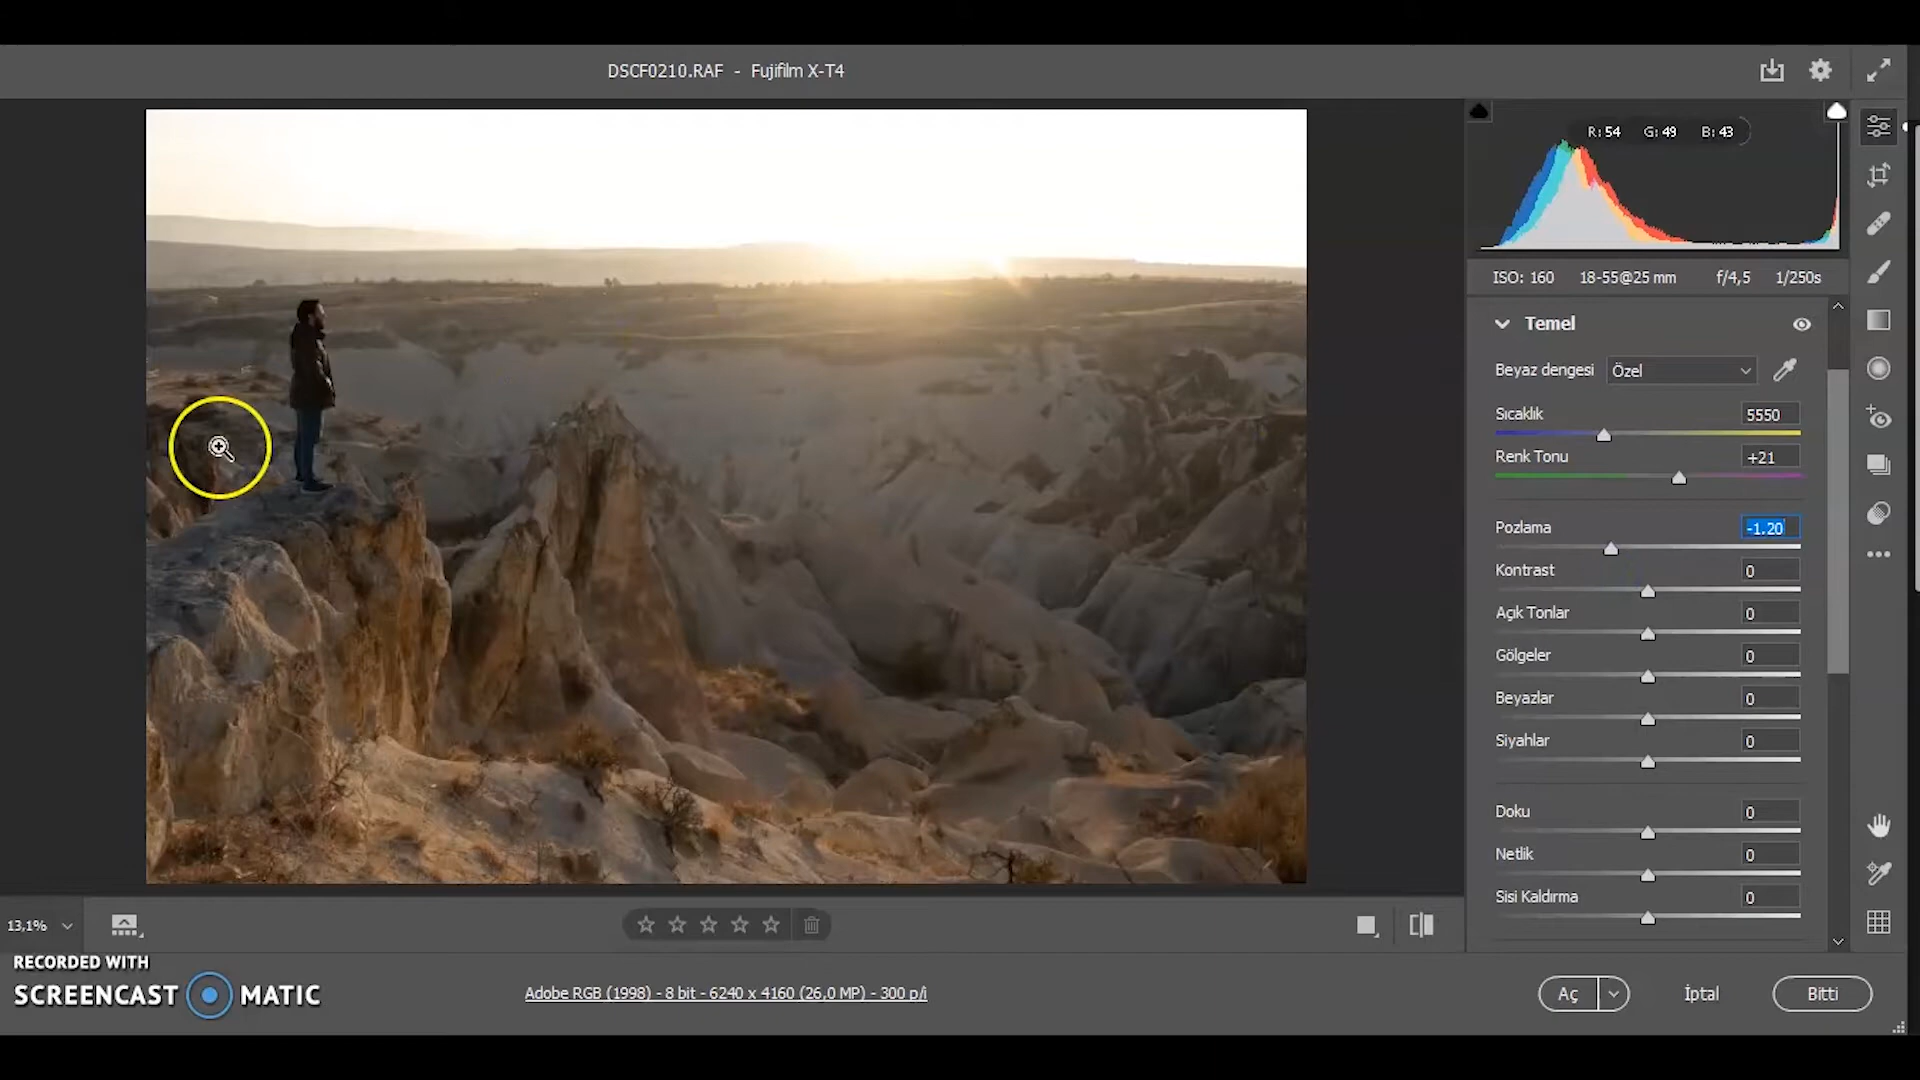 DSCF0210.RAF - Fujifilm X-T4
R: 54 G: 49 B: 43
ISO: 160 18-55@25 mm f/4,5 1/250s
Temel
Beyaz dengesi Özel
Sıcaklık 5550
Renk Tonu +21
Pozlama -1.20
Kontrast 0
Açık Tonlar 0
Gölgeler 0
Beyazlar 0
Siyahlar 0
Doku 0
Netlik 0
Sisi Kaldırma 0
13,1%
RECORDED WITH
SCREENCAST MATIC
Adobe RGB (1998) - 8 bit - 6240 x 4160 (26,0 MP) - 300 p/i
Aç İptal Bitti